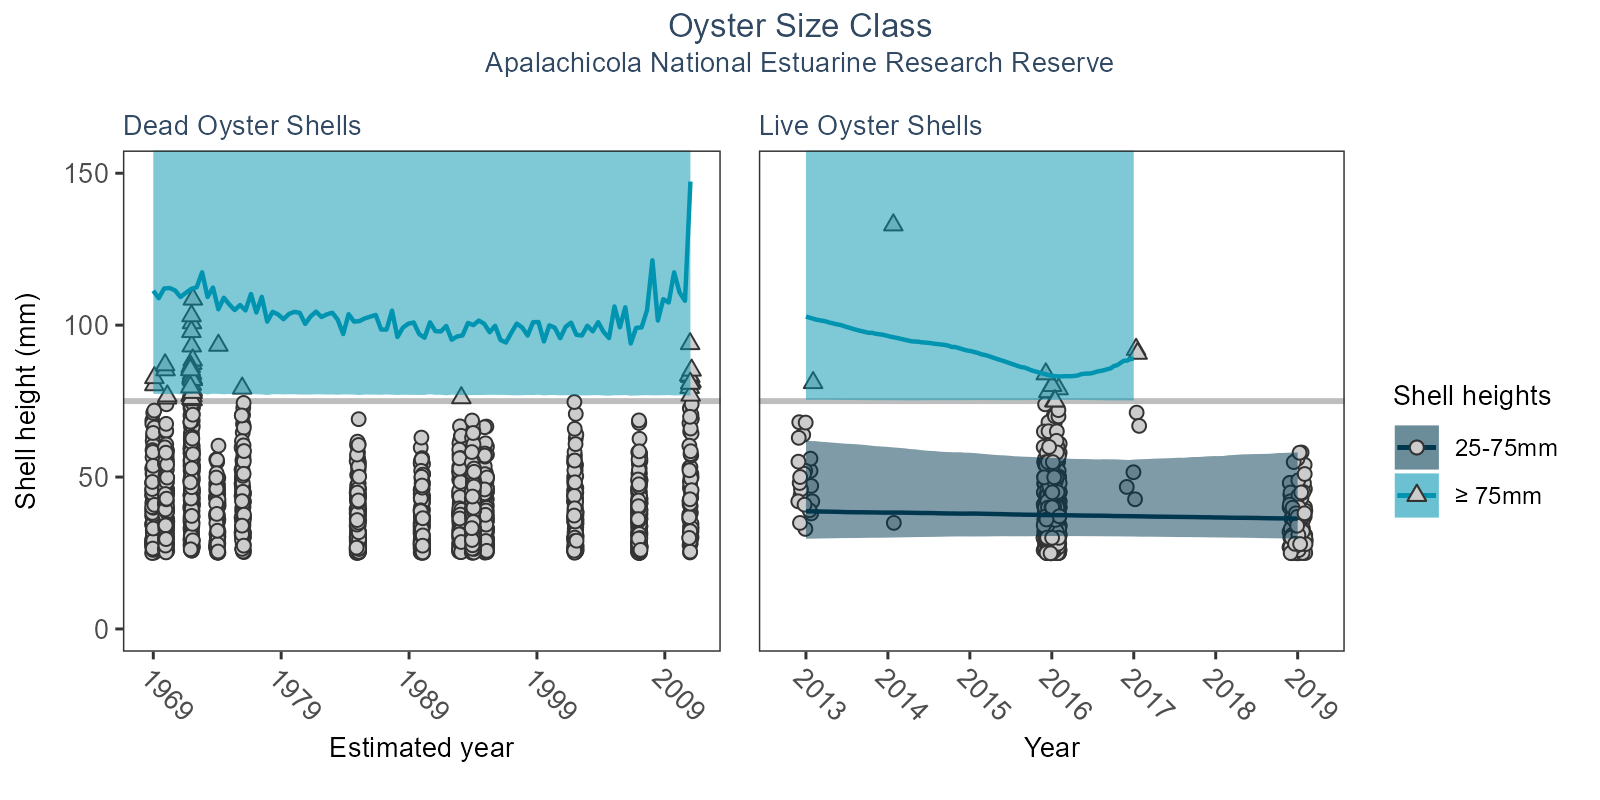 Oyster Size Class
Apalachicola National Estuarine Research Reserve
Dead Oyster Shells
Live Oyster Shells
Shell height (mm)
150
100
50
0
1969
1979
1989
1999
2009
Estimated year
2013
2014
2015
2016
2017
2018
2019
Year
Shell heights
25-75mm
≥ 75mm